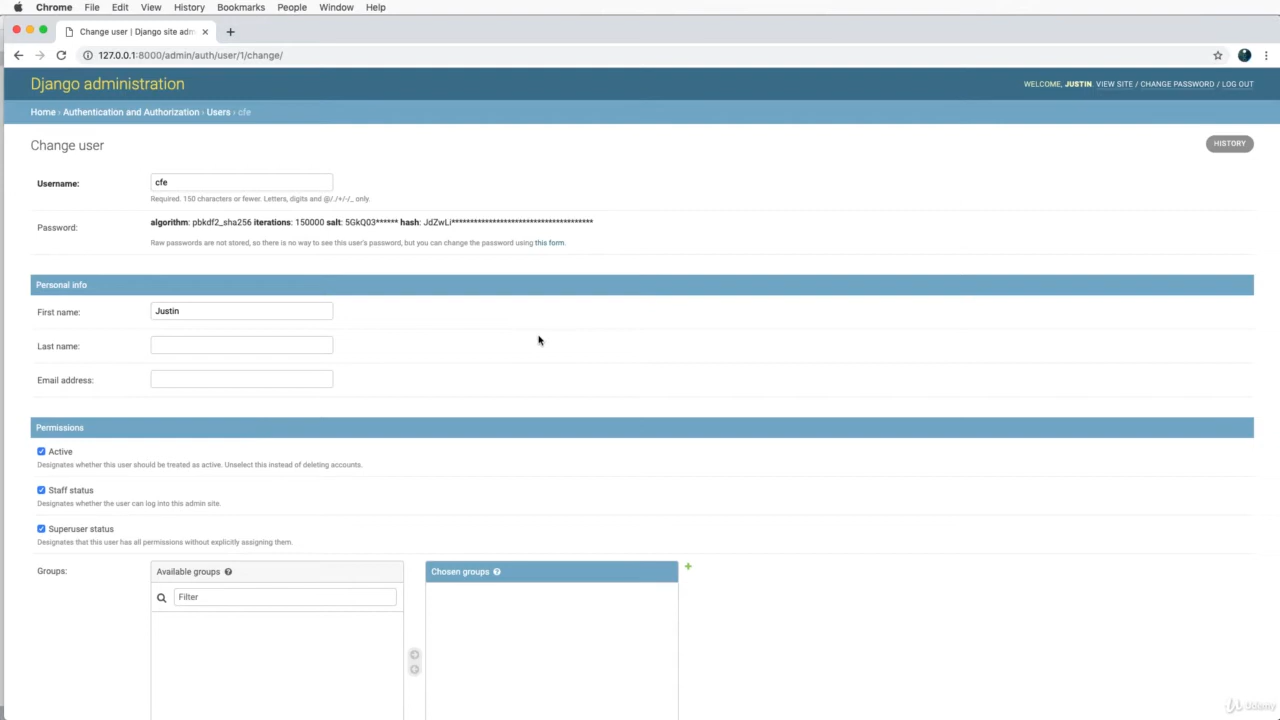 Chrome File Edit View History Bookmarks People Window Help
Change user | Django site adm
127.0.0.1:8000/admin/auth/user/1/change/
Django administration
WELCOME, JUSTIN. VIEW SITE / CHANGE PASSWORD / LOG OUT
Home › Authentication and Authorization › Users › cfe
Change user
HISTORY
Username: cfe
Required. 150 characters or fewer. Letters, digits and @/./+/-/_ only.
Password: algorithm: pbkdf2_sha256 iterations: 150000 salt: 5GkQ03****** hash: JdZwLi**************************************
Raw passwords are not stored, so there is no way to see this user's password, but you can change the password using this form.
Personal info
First name: Justin
Last name:
Email address:
Permissions
Active
Designates whether this user should be treated as active. Unselect this instead of deleting accounts.
Staff status
Designates whether the user can log into this admin site.
Superuser status
Designates that this user has all permissions without explicitly assigning them.
Groups: Available groups ? Chosen groups ?
Filter
Udemy